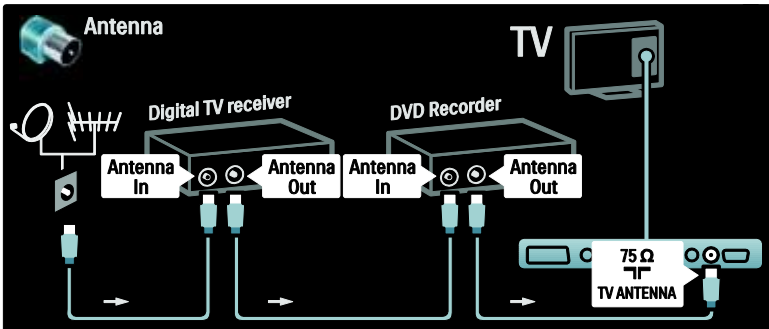 Antenna
TV
Digital TV receiver
DVD Recorder
Antenna
In
Antenna
Out
Antenna
In
Antenna
Out
75 Ω
TV ANTENNA